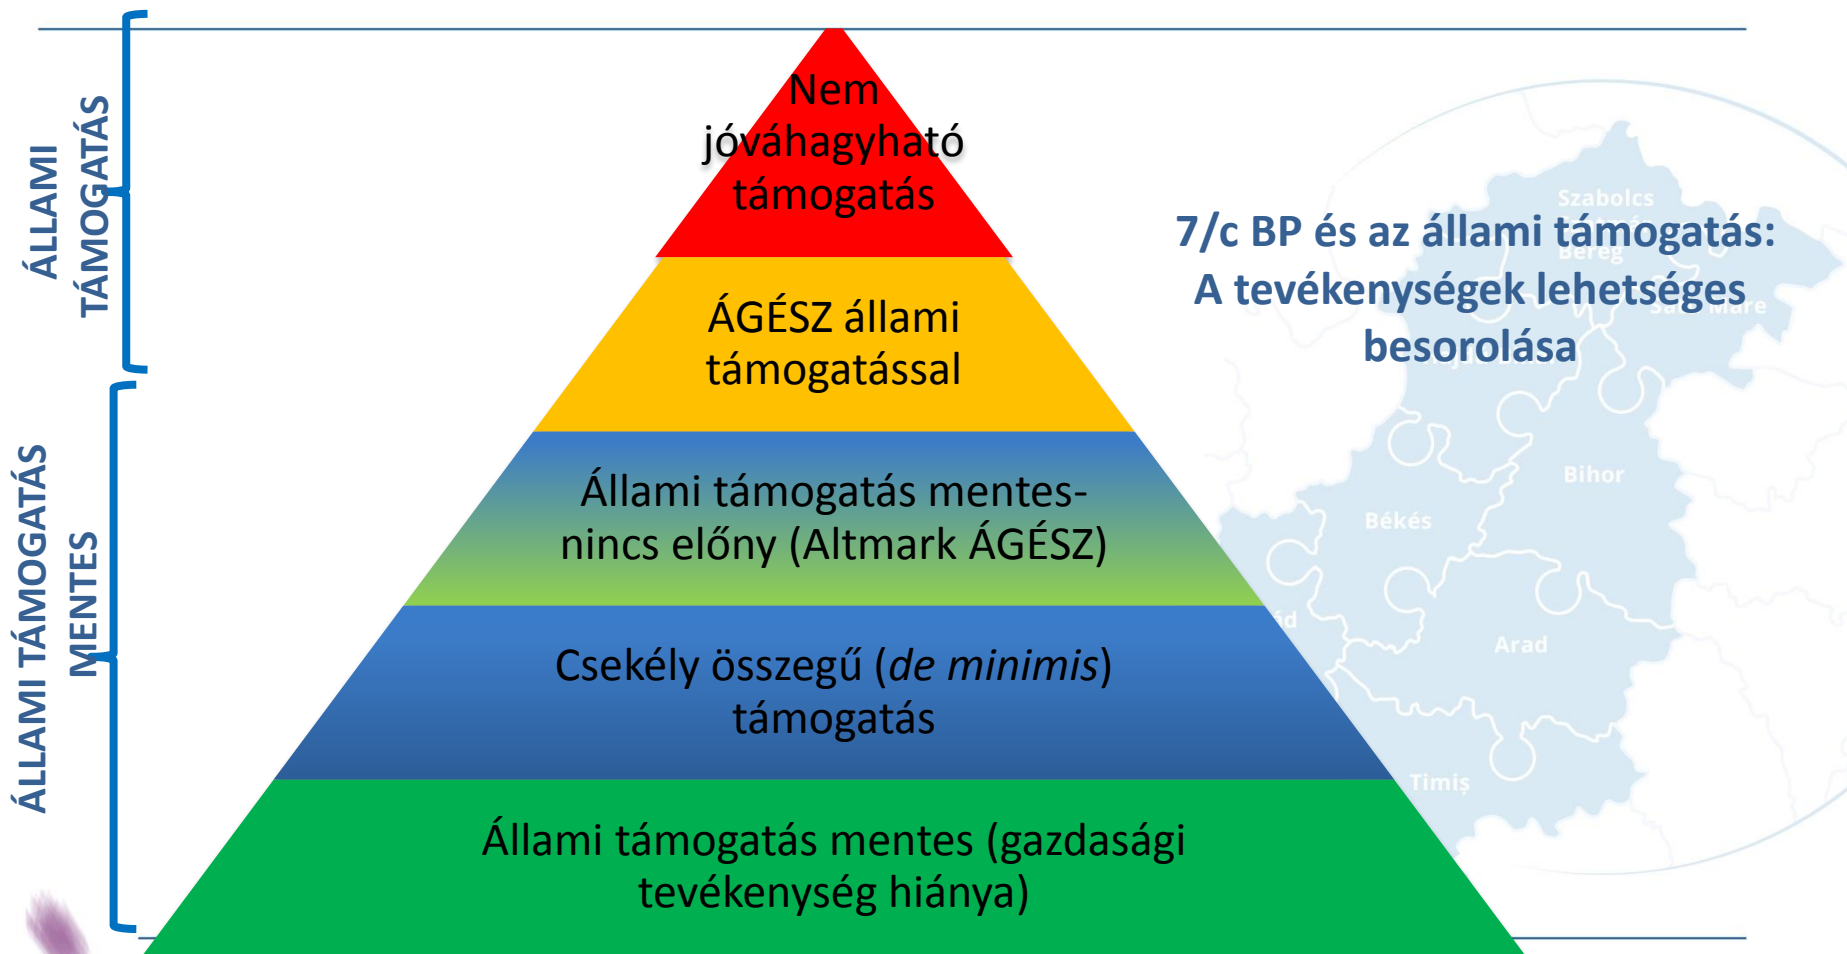 ÁLLAMI
TÁMOGATÁS
ÁLLAMI TÁMOGATÁS
MENTES
Nem
jóváhagyható
támogatás
ÁGÉSZ állami
támogatással
Állami támogatás mentes-
nincs előny (Altmark ÁGÉSZ)
Csekély összegű (de minimis)
támogatás
Állami támogatás mentes (gazdasági
tevékenység hiánya)
7/c BP és az állami támogatás:
A tevékenységek lehetséges
besorolása
Szabolcs
Bereg
Mare
Bihor
Békés
Arad
Timiș